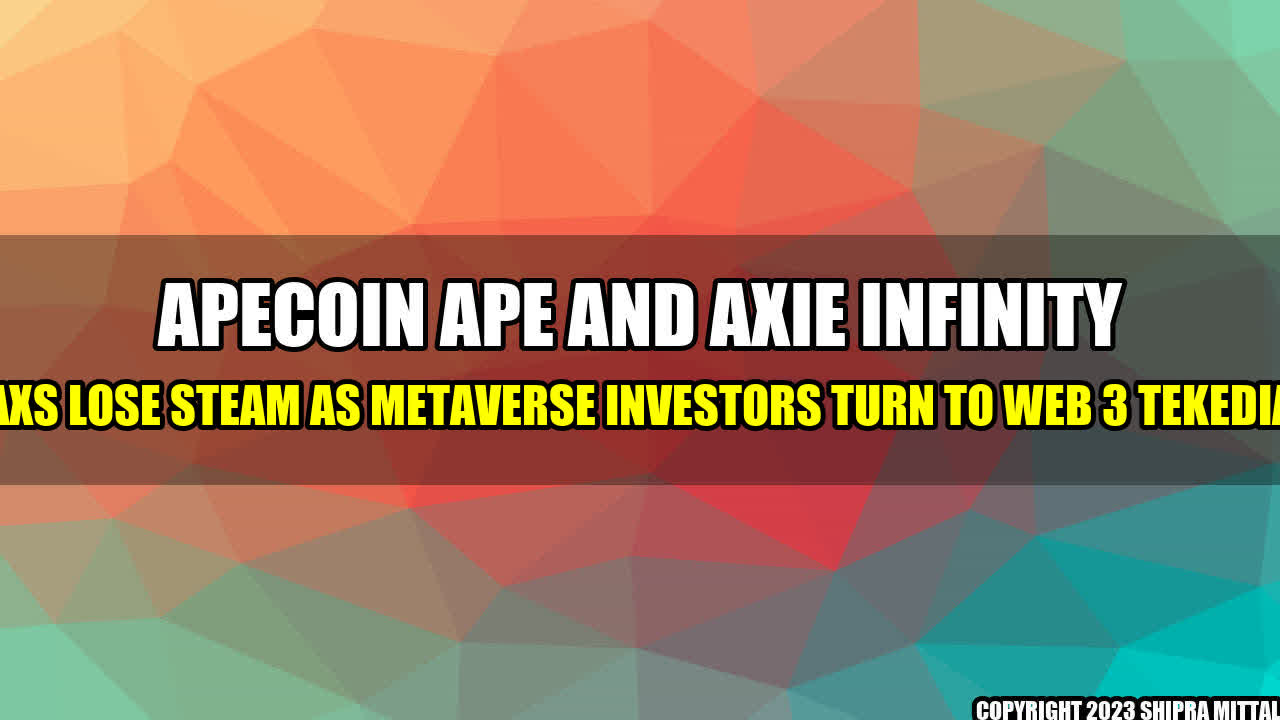 APECOIN APE AND AXIE INFINITY
AXS LOSE STEAM AS METAVERSE INVESTORS TURN TO WEB 3 TEKEDIA
COPYRIGHT 2023 SHIPRA MITTAL